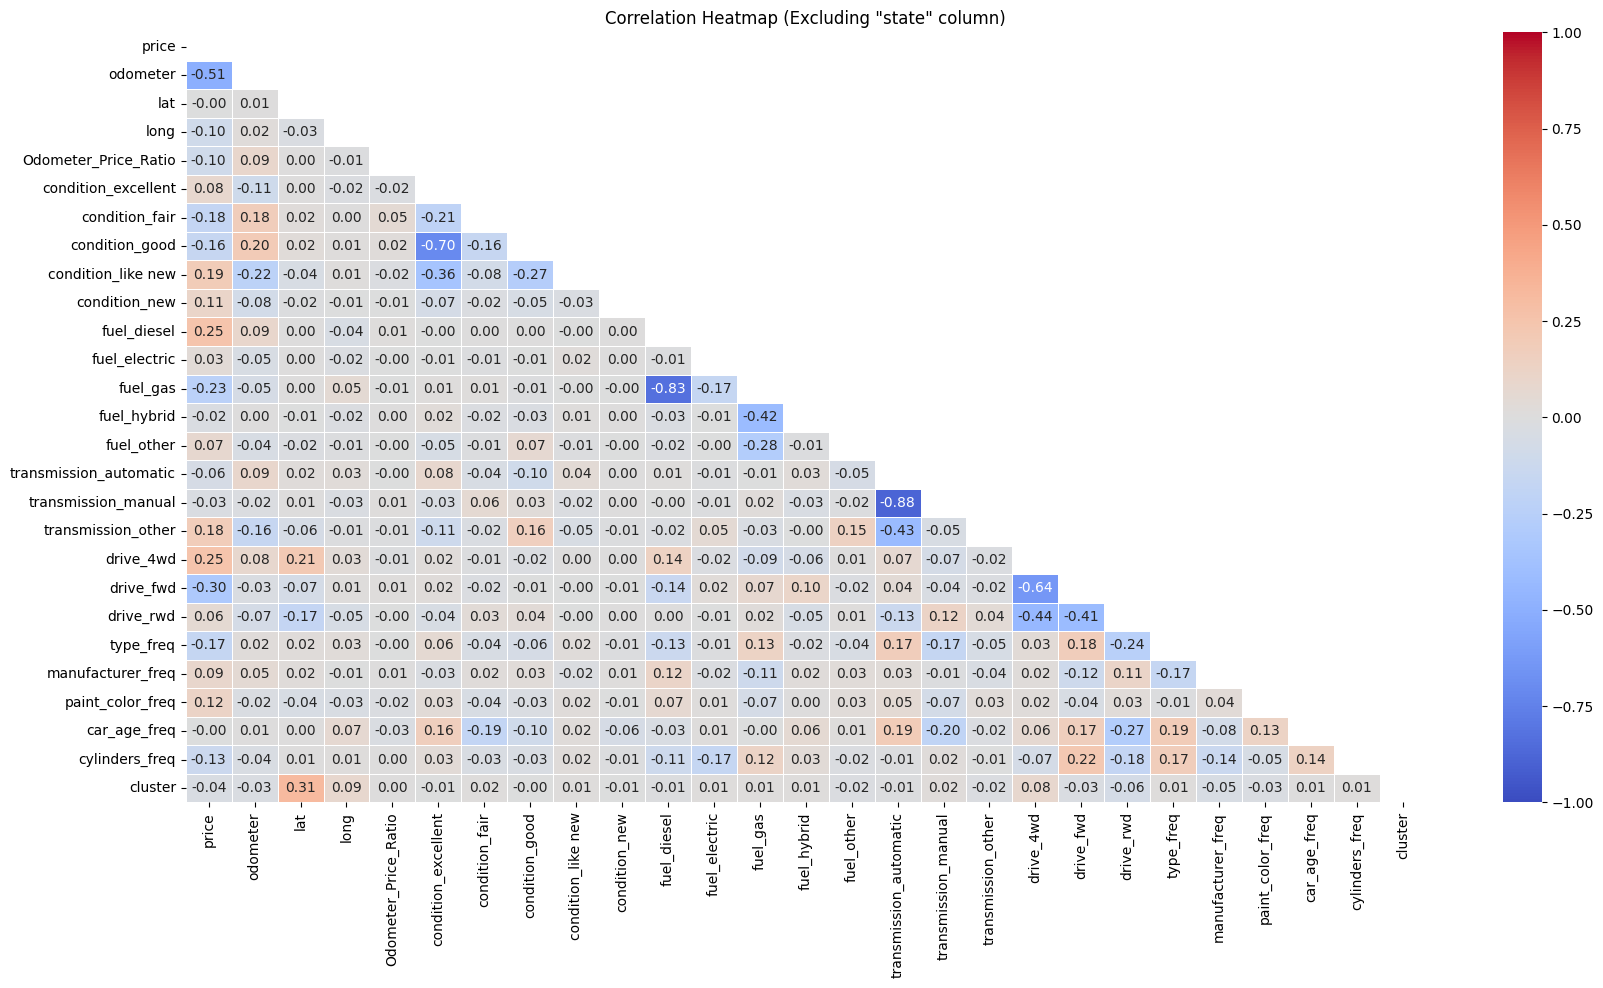 Correlation Heatmap (Excluding "state" column)
price
odometer -0.51
lat -0.00 0.01
long -0.10 0.02 -0.03
Odometer_Price_Ratio -0.10 0.09 0.00 -0.01
condition_excellent 0.08 -0.11 0.00 -0.02 -0.02
condition_fair -0.18 0.18 0.02 0.00 0.05 -0.21
condition_good -0.16 0.20 0.02 0.01 0.02 -0.70 -0.16
condition_like new 0.19 -0.22 -0.04 0.01 -0.02 -0.36 -0.08 -0.27
condition_new 0.11 -0.08 -0.02 -0.01 -0.01 -0.07 -0.02 -0.05 -0.03
fuel_diesel 0.25 0.09 0.00 -0.04 0.01 -0.00 0.00 0.00 -0.00 0.00
fuel_electric 0.03 -0.05 0.00 -0.02 -0.00 -0.01 -0.01 -0.01 0.02 0.00 -0.01
fuel_gas -0.23 -0.05 0.00 0.05 -0.01 0.01 0.01 -0.01 -0.00 -0.00 -0.83 -0.17
fuel_hybrid -0.02 0.00 -0.01 -0.02 0.00 0.02 -0.02 -0.03 0.01 0.00 -0.03 -0.01 -0.42
fuel_other 0.07 -0.04 -0.02 -0.01 -0.00 -0.05 -0.01 0.07 -0.01 -0.00 -0.02 -0.00 -0.28 -0.01
transmission_automatic -0.06 0.09 0.02 0.03 -0.00 0.08 -0.04 -0.10 0.04 0.00 0.01 -0.01 -0.01 0.03 -0.05
transmission_manual -0.03 -0.02 0.01 -0.03 0.01 -0.03 0.06 0.03 -0.02 0.00 -0.00 -0.01 0.02 -0.03 -0.02 -0.88
transmission_other 0.18 -0.16 -0.06 -0.01 -0.01 -0.11 -0.02 0.16 -0.05 -0.01 -0.02 0.05 -0.03 -0.00 0.15 -0.43 -0.05
drive_4wd 0.25 0.08 0.21 0.03 -0.01 0.02 -0.01 -0.02 0.00 0.00 0.14 -0.02 -0.09 -0.06 0.01 0.07 -0.07 -0.02
drive_fwd -0.30 -0.03 -0.07 0.01 0.01 0.02 -0.02 -0.01 -0.00 -0.01 -0.14 0.02 0.07 0.10 -0.02 0.04 -0.04 -0.02 -0.64
drive_rwd 0.06 -0.07 -0.17 -0.05 -0.00 -0.04 0.03 0.04 -0.00 0.00 0.00 0.01 0.02 -0.05 0.01 -0.13 0.12 0.04 -0.44 -0.41
type_freq -0.17 0.02 0.02 0.03 -0.00 0.06 -0.04 -0.06 0.02 -0.01 -0.13 -0.01 0.13 -0.02 -0.04 0.17 -0.17 -0.05 0.03 0.18 -0.24
manufacturer_freq 0.09 0.05 0.02 -0.01 0.01 -0.03 0.02 0.03 -0.02 0.01 0.12 -0.02 -0.11 0.02 0.03 0.03 -0.01 -0.04 0.02 -0.12 0.11 -0.17
paint_color_freq 0.12 -0.02 -0.04 -0.03 -0.02 0.03 -0.04 -0.03 0.02 -0.01 0.07 0.01 -0.07 0.00 0.03 0.05 -0.07 0.03 0.02 -0.04 0.03 -0.01 0.04
car_age_freq -0.00 0.01 0.00 0.07 -0.03 0.16 -0.19 -0.10 0.02 -0.06 -0.03 0.01 -0.00 0.06 0.01 0.19 -0.20 -0.02 0.06 0.17 -0.27 0.19 -0.08 0.13
cylinders_freq -0.13 -0.04 0.01 0.01 0.00 0.03 -0.03 -0.03 0.02 -0.01 -0.11 -0.17 0.12 0.03 -0.02 -0.01 0.02 -0.01 -0.07 0.22 -0.18 0.17 -0.14 -0.05 0.14
cluster -0.04 -0.03 0.31 0.09 0.00 -0.01 0.02 -0.00 0.01 -0.01 -0.01 0.01 0.01 0.01 -0.02 -0.01 0.02 -0.02 0.08 -0.03 -0.06 0.01 -0.05 -0.03 0.01 0.01
price
odometer
lat
long
Odometer_Price_Ratio
condition_excellent
condition_fair
condition_good
condition_like new
condition_new
fuel_diesel
fuel_electric
fuel_gas
fuel_hybrid
fuel_other
transmission_automatic
transmission_manual
transmission_other
drive_4wd
drive_fwd
drive_rwd
type_freq
manufacturer_freq
paint_color_freq
car_age_freq
cylinders_freq
cluster
1.00
0.75
0.50
0.25
0.00
−0.25
−0.50
−0.75
−1.00